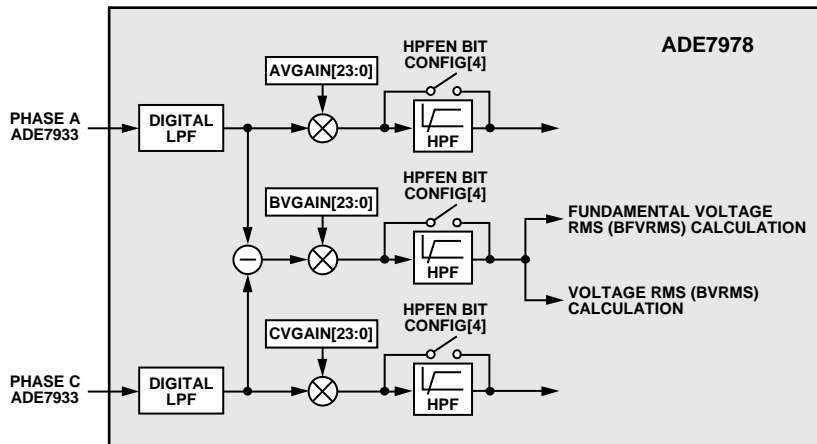 ADE7978
HPFEN BIT
CONFIG[4]
AVGAIN[23:0]
PHASE A
ADE7933
DIGITAL
LPF
HPF
HPFEN BIT
CONFIG[4]
BVGAIN[23:0]
HPF
FUNDAMENTAL VOLTAGE
RMS (BFVRMS) CALCULATION
VOLTAGE RMS (BVRMS)
CALCULATION
HPFEN BIT
CONFIG[4]
CVGAIN[23:0]
PHASE C
ADE7933
DIGITAL
LPF
HPF